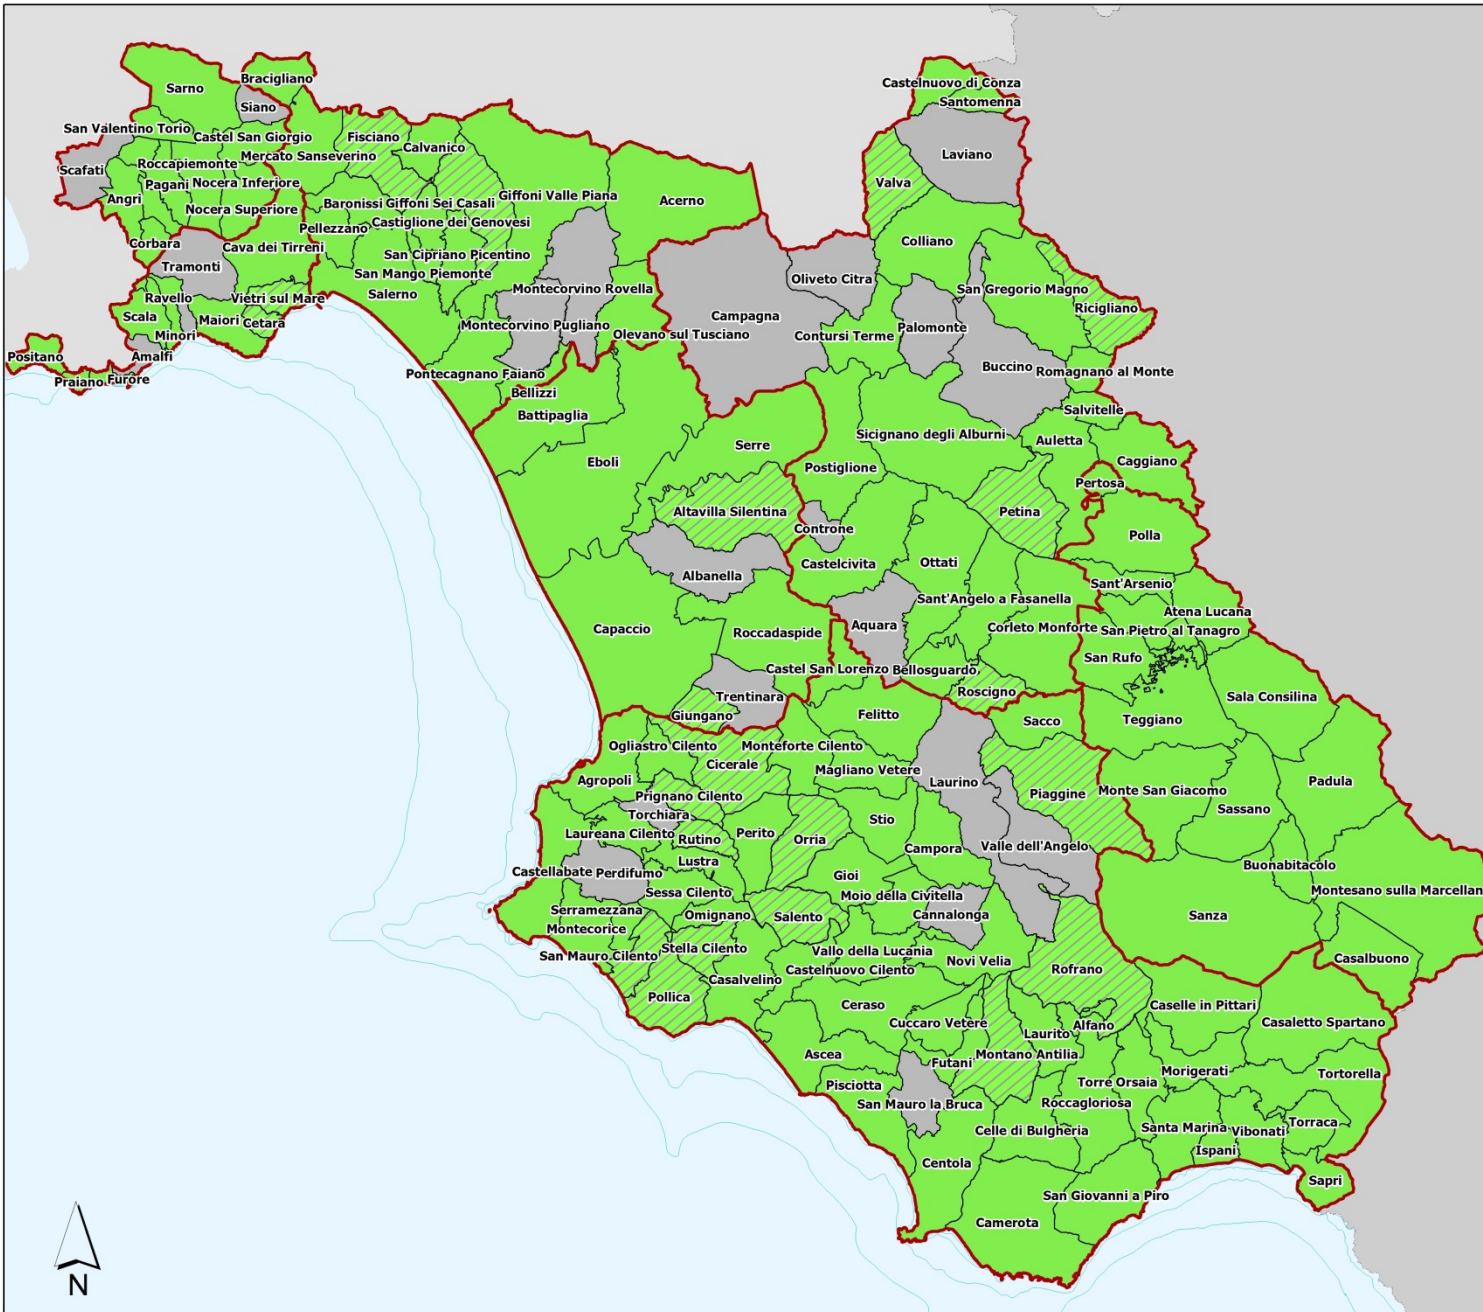 Castelnuovo di Conza
Santomenna
Bracigliano
Sarno
Siano
San Valentino Torio
Castel San Giorgio
Fisciano
Calvanico
Mercato Sanseverino
Laviano
Scafati
Roccapiemonte
Pagani
Nocera Inferiore
Valva
Angri
Giffoni Valle Piana
Acerno
Baronissi
Giffoni Sei Casali
Nocera Superiore
Castiglione dei Genovesi
Pellezzano
Corbara
Cava dei Tirreni
Colliano
San Cipriano Picentino
Tramonti
San Mango Piemonte
Oliveto Citra
San Gregorio Magno
Montecorvino Rovella
Salerno
Ravello
Vietri sul Mare
Ricigliano
Scala
Maiori
Cetara
Campagna
Montecorvino Pugliano
Palomonte
Minori
Olevano sul Tusciano
Contursi Terme
Positano
Amalfi
Buccino
Romagnano al Monte
Praiano
Furore
Pontecagnano Faiano
Bellizzi
Battipaglia
Salvitelle
Sicignano degli Alburni
Auletta
Serre
Eboli
Postiglione
Caggiano
Pertosa
Altavilla Silentina
Petina
Controne
Polla
Albanella
Castelcivita
Ottati
Sant'Arsenio
Sant'Angelo a Fasanella
Atena Lucana
Capaccio
Roccadaspide
Aquara
Corleto Monforte
San Pietro al Tanagro
San Rufo
Castel San Lorenzo
Bellosguardo
Roscigno
Trentinara
Sala Consilina
Giungano
Felitto
Sacco
Teggiano
Ogliastro Cilento
Monteforte Cilento
Cicerale
Magliano Vetere
Agropoli
Laurino
Padula
Piaggine
Monte San Giacomo
Prignano Cilento
Sassano
Torchiara
Stio
Laureana Cilento
Rutino
Perito
Orria
Campora
Valle dell'Angelo
Lustra
Buonabitacolo
Castellabate
Perdifumo
Gioi
Sessa Cilento
Moio della Civitella
Montesano sulla Marcellan
Serramezzana
Omignano
Salento
Cannalonga
Sanza
Montecorice
Stella Cilento
Vallo della Lucania
San Mauro Cilento
Novi Velia
Casalbuono
Castelnuovo Cilento
Rofrano
Casalvelino
Pollica
Ceraso
Caselle in Pittari
Cuccaro Vetere
Laurito
Alfano
Casaletto Spartano
Ascea
Futani
Montano Antilia
Pisciotta
Morigerati
Tortorella
Torre Orsaia
San Mauro la Bruca
Roccagloriosa
Celle di Bulgheria
Santa Marina
Vibonati
Torraca
Ispani
Centola
Sapri
San Giovanni a Piro
Camerota
N